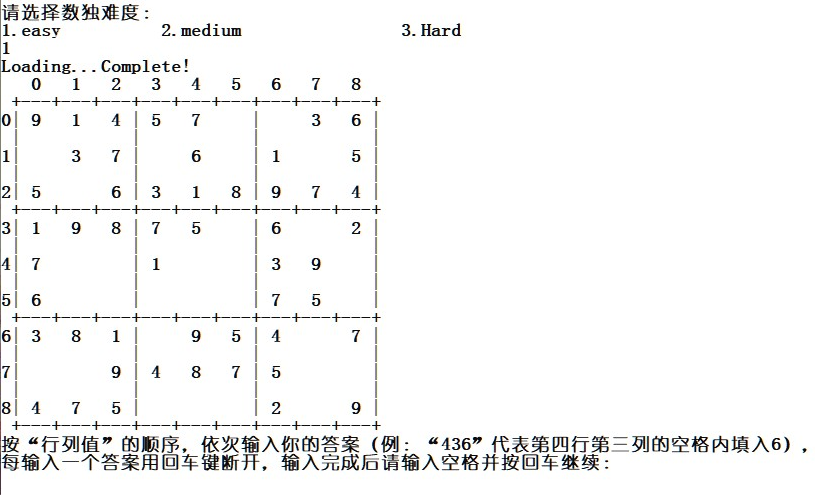 请选择数独难度:
1.easy 2.medium 3.Hard
1
Loading...Complete!
0 1 2 3 4 5 6 7 8
+---+---+---+---+---+---+---+---+---+
0| 9 1 4 | 5 7 | 3 6 |
| | | |
1| 3 7 | 6 | 1 5 |
| | | |
2| 5 6 | 3 1 8 | 9 7 4 |
+---+---+---+---+---+---+---+---+---+
3| 1 9 8 | 7 5 | 6 2 |
| | | |
4| 7 | 1 | 3 9 |
| | | |
5| 6 | | 7 5 |
+---+---+---+---+---+---+---+---+---+
6| 3 8 1 | 9 5 | 4 7 |
| | | |
7| 9 | 4 8 7 | 5 |
| | | |
8| 4 7 5 | | 2 9 |
+---+---+---+---+---+---+---+---+---+
按“行列值”的顺序, 依次输入你的答案 (例: “436”代表第四行第三列的空格内填入6),
每输入一个答案用回车键断开, 输入完成后请输入空格并按回车继续: